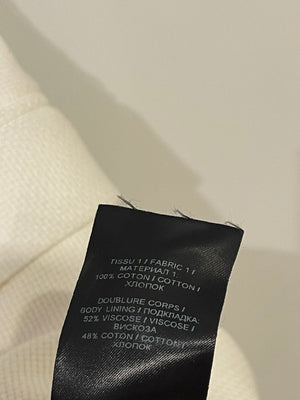 TISSU 1 / FABRIC 1 /
МАТЕРИАЛ 1:
100% COTON / COTTON /
ХЛОПОК
DOUBLURE CORPS /
BODY LINING / ПОДКЛАДКА:
52% VISCOSE / VISCOSE /
ВИСКОЗА
48% COTON / COTTON /
ХЛОПОК